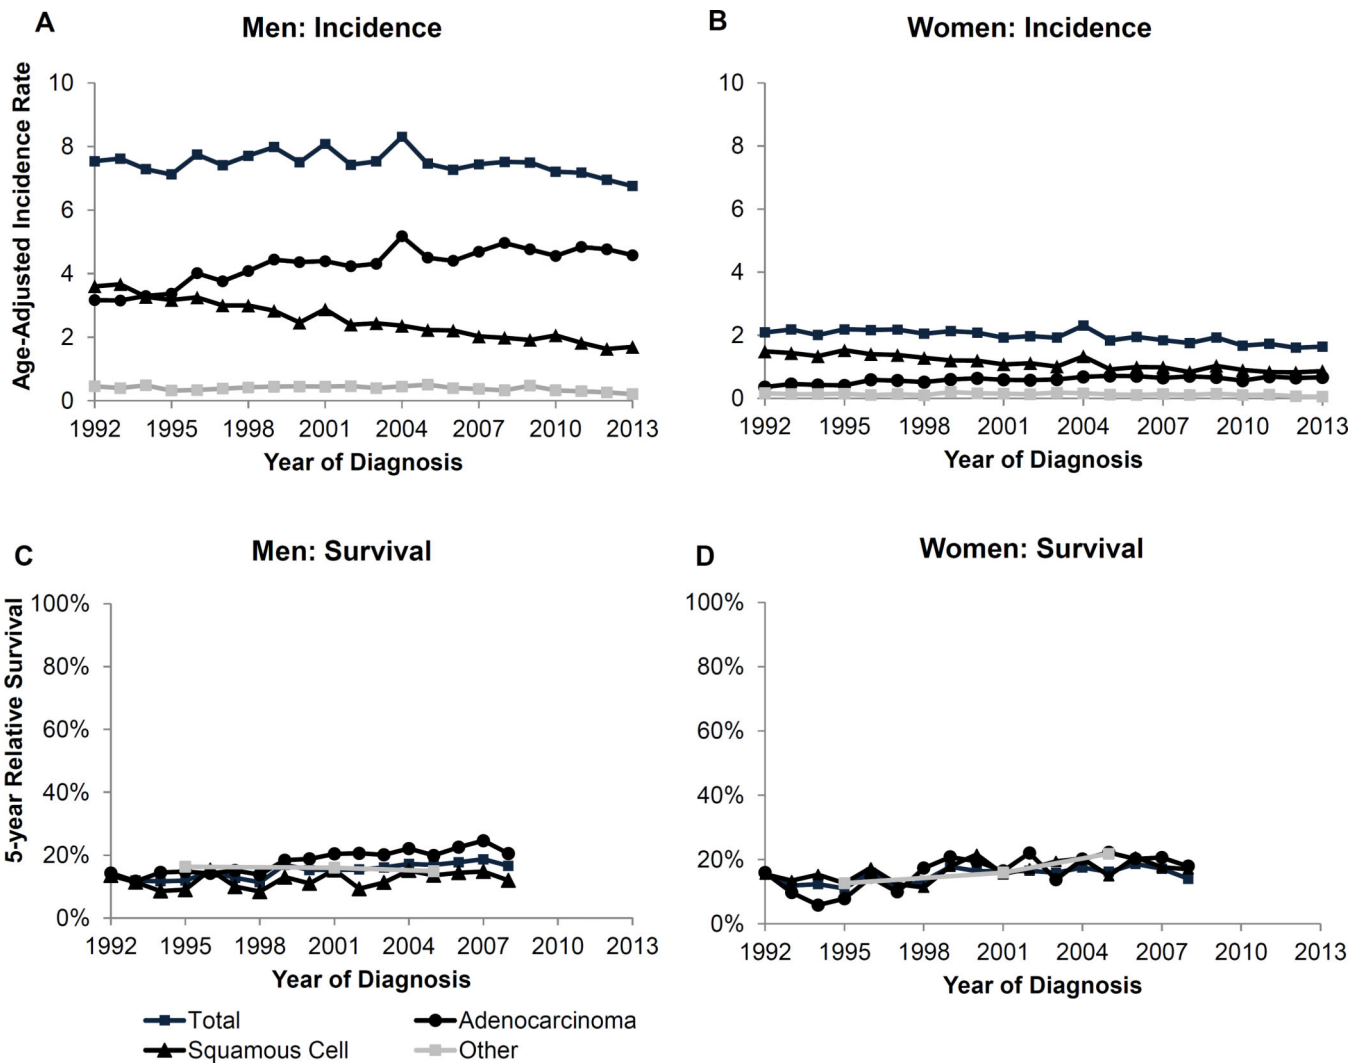 A
Men: Incidence
Age-Adjusted Incidence Rate
10
8
6
4
2
0
1992 1995 1998 2001 2004 2007 2010 2013
Year of Diagnosis
B
Women: Incidence
10
8
6
4
2
0
1992 1995 1998 2001 2004 2007 2010 2013
Year of Diagnosis
C
Men: Survival
5-year Relative Survival
100%
80%
60%
40%
20%
0%
1992 1995 1998 2001 2004 2007 2010 2013
Year of Diagnosis
D
Women: Survival
100%
80%
60%
40%
20%
0%
1992 1995 1998 2001 2004 2007 2010 2013
Year of Diagnosis
Total
Adenocarcinoma
Squamous Cell
Other